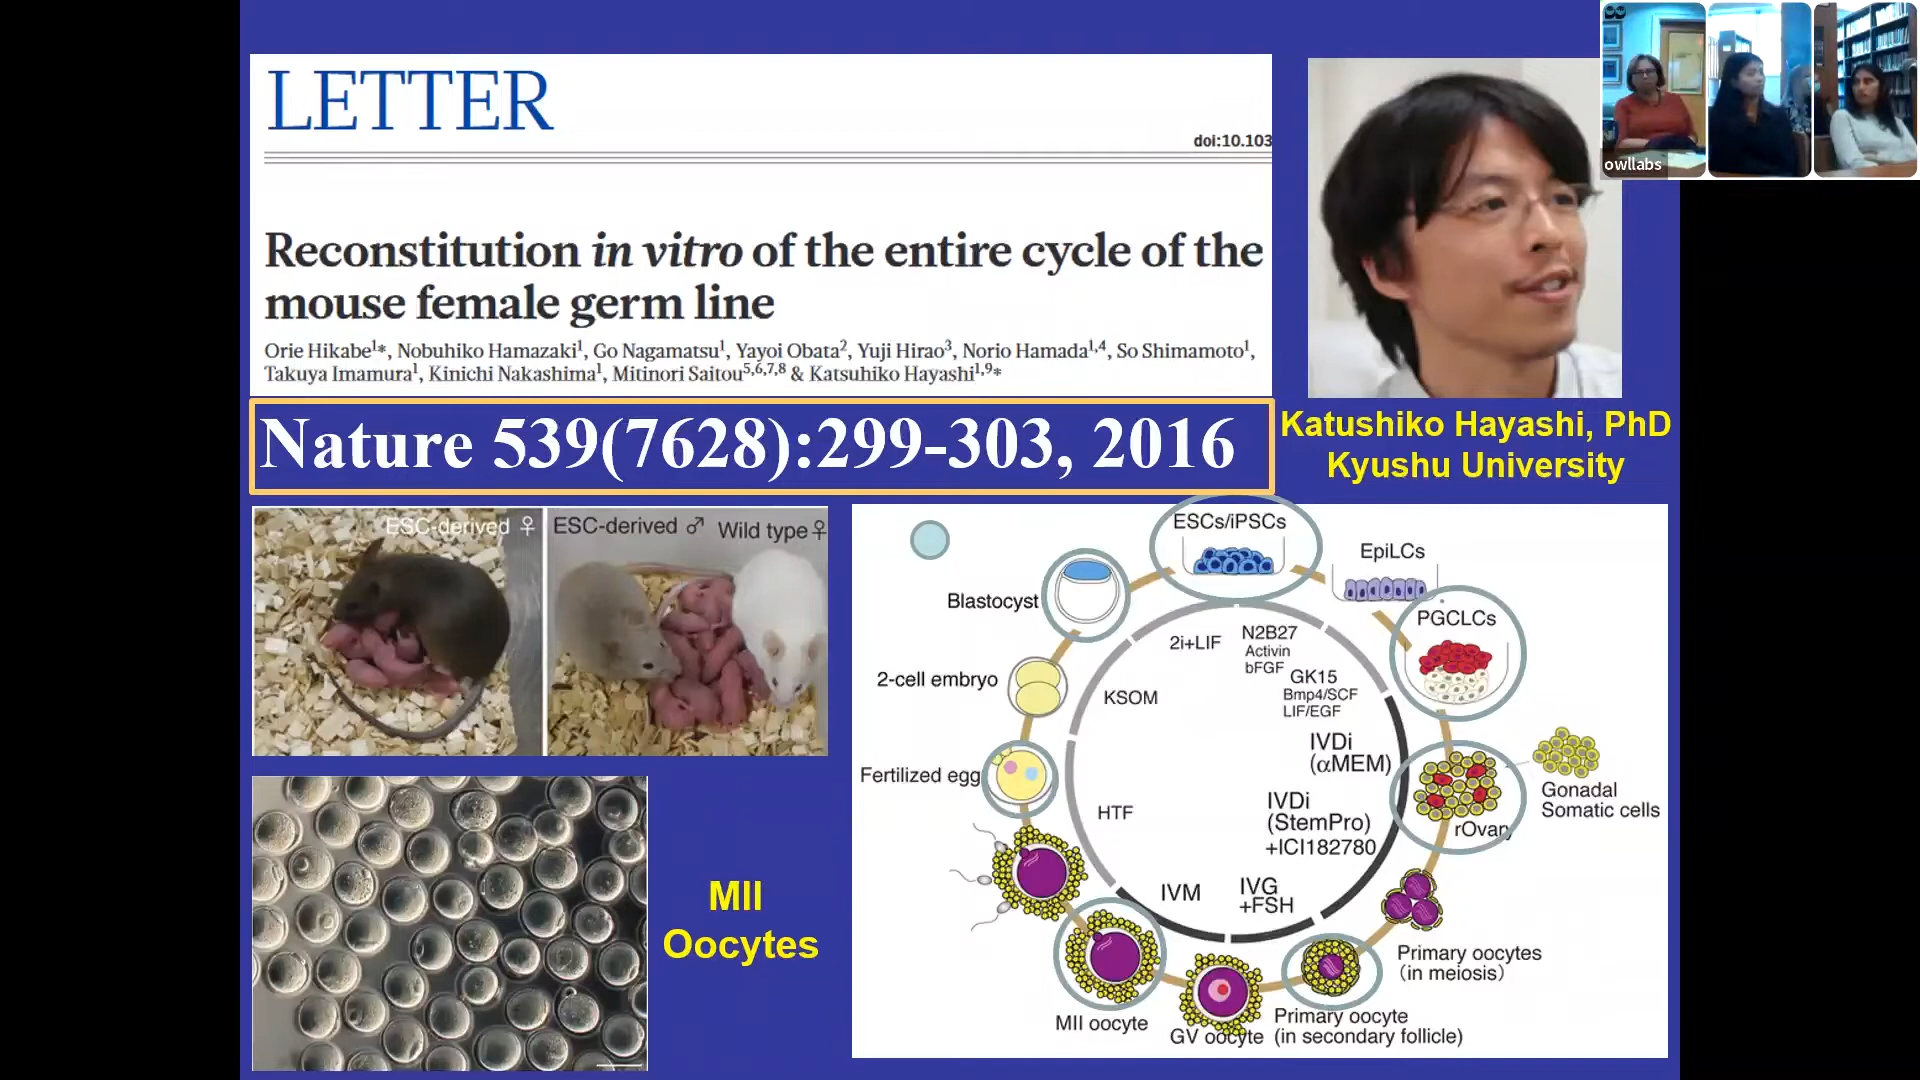 LETTER
doi:10.103
Reconstitution in vitro of the entire cycle of the
mouse female germ line
Orie Hikabe1*, Nobuhiko Hamazaki1, Go Nagamatsu1, Yayoi Obata2, Yuji Hirao3, Norio Hamada1,4, So Shimamoto1,
Takuya Imamura1, Kinichi Nakashima1, Mitinori Saitou5,6,7,8 & Katsuhiko Hayashi1,9*
Nature 539(7628):299-303, 2016
Katushiko Hayashi, PhD
Kyushu University
owllabs
ESC-derived ♀
ESC-derived ♂
Wild type ♀
MII
Oocytes
ESCs/iPSCs
EpiLCs
PGCLCs
Gonadal
Somatic cells
rOvary
Primary oocytes
(in meiosis)
Primary oocyte
(in secondary follicle)
GV oocyte
MII oocyte
Fertilized egg
2-cell embryo
Blastocyst
2i+LIF
N2B27
Activin
bFGF
GK15
Bmp4/SCF
LIF/EGF
IVDi
(αMEM)
IVDi
(StemPro)
+ICI182780
IVG
+FSH
IVM
HTF
KSOM